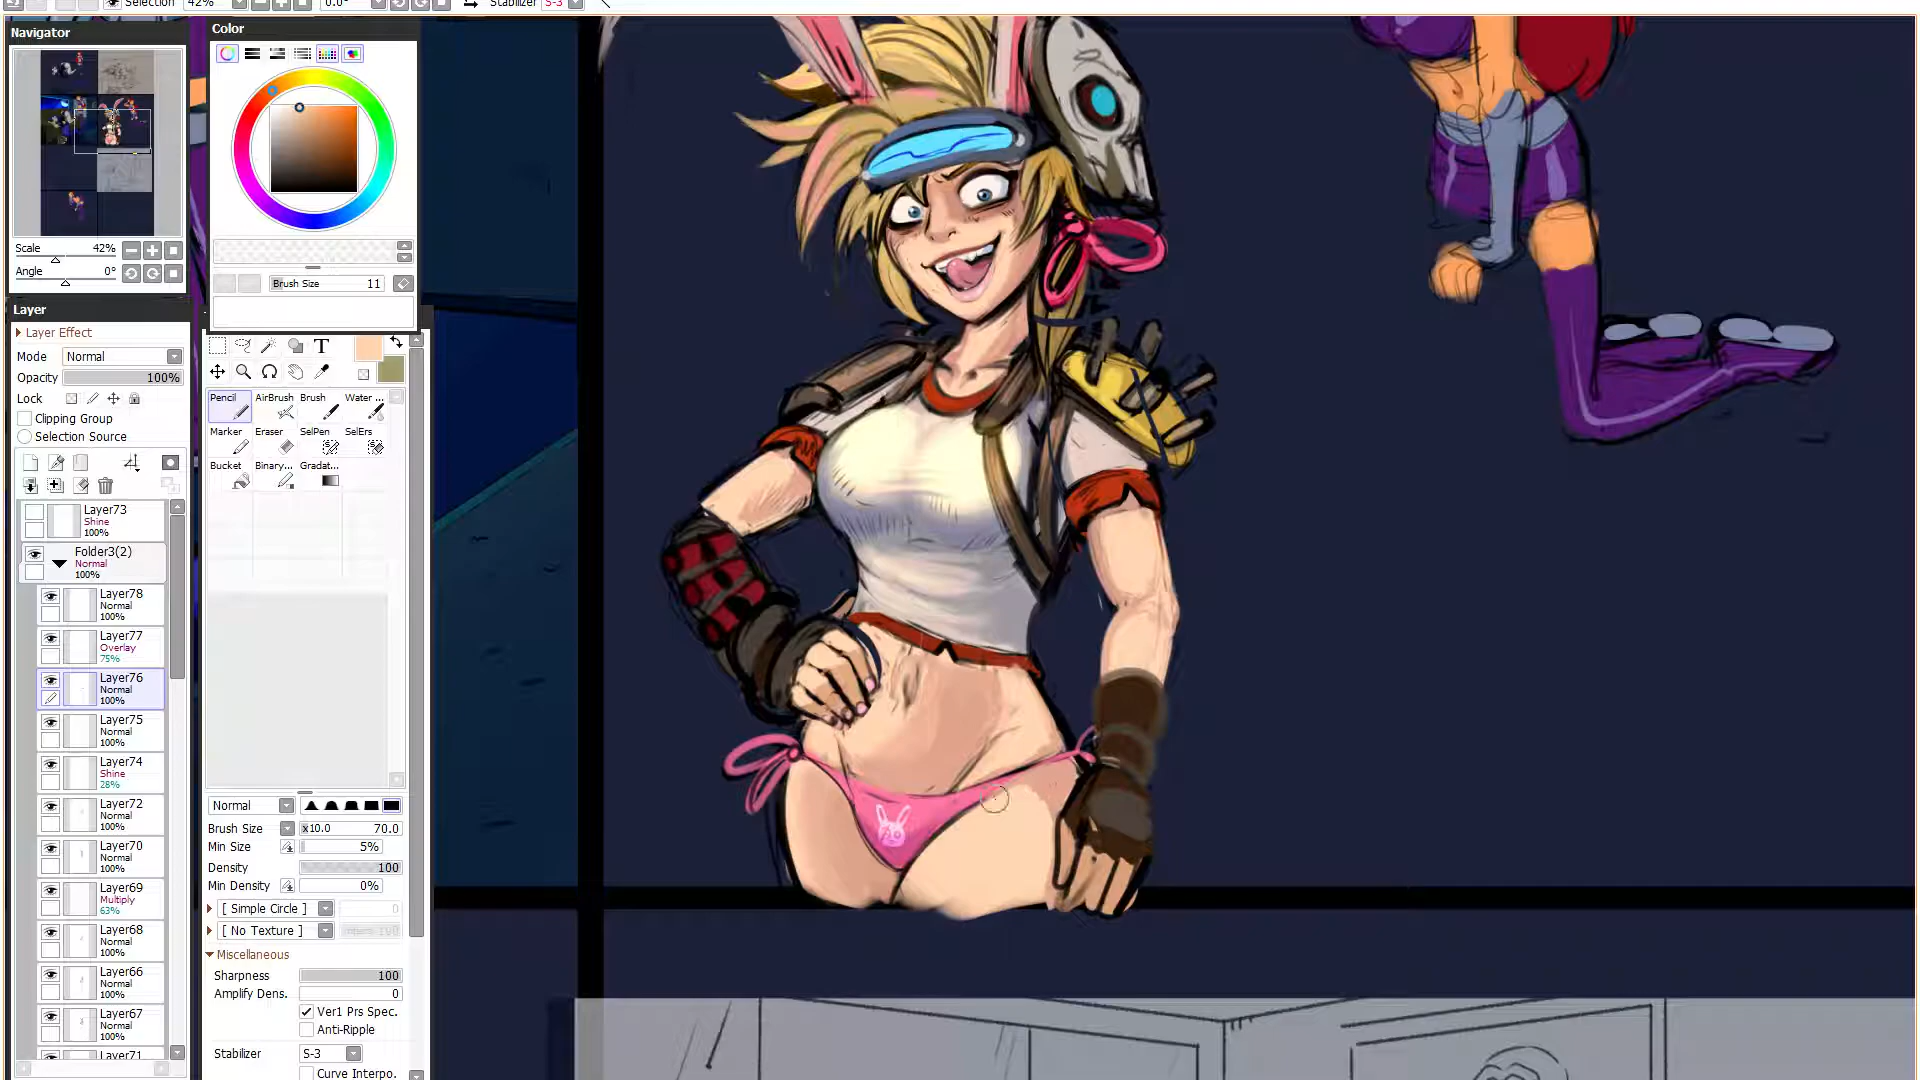 Selection 42% 0.0° Stabilizer S-3
Navigator
Scale 42%
Angle 0°
Layer
Layer Effect
Mode Normal
Opacity 100%
Lock
Clipping Group
Selection Source
Layer73
Shine
100%
Folder3(2)
Normal
100%
Layer78
Normal
100%
Layer77
Overlay
75%
Layer76
Normal
100%
Layer75
Normal
100%
Layer74
Shine
28%
Layer72
Normal
100%
Layer70
Normal
100%
Layer69
Multiply
63%
Layer68
Normal
100%
Layer66
Normal
100%
Layer67
Normal
100%
Layer71
Color
Brush Size 11
T
Pencil AirBrush Brush Water ...
Marker Eraser SelPen SelErs
Bucket Binary... Gradat...
Normal
Brush Size x10.0 70.0
Min Size 5%
Density 100
Min Density 0%
[ Simple Circle ] 0
[ No Texture ]
Miscellaneous
Sharpness 100
Amplify Dens. 0
Ver1 Prs Spec.
Anti-Ripple
Stabilizer S-3
Curve Interpo.